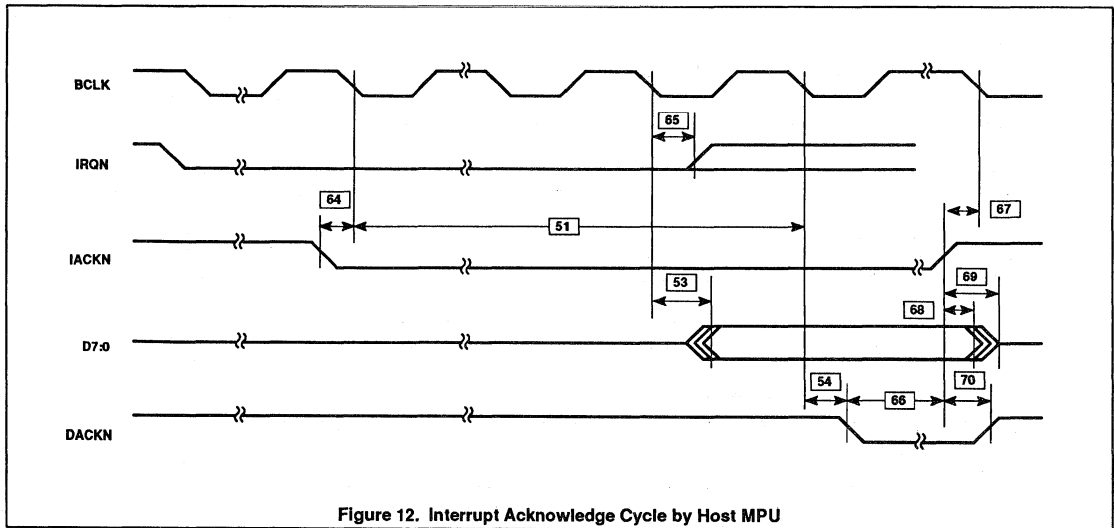 BCLK
65
IRQN
64
67
51
IACKN
53
69
68
D7:0
54
66
70
DACKN
Figure 12. Interrupt Acknowledge Cycle by Host MPU